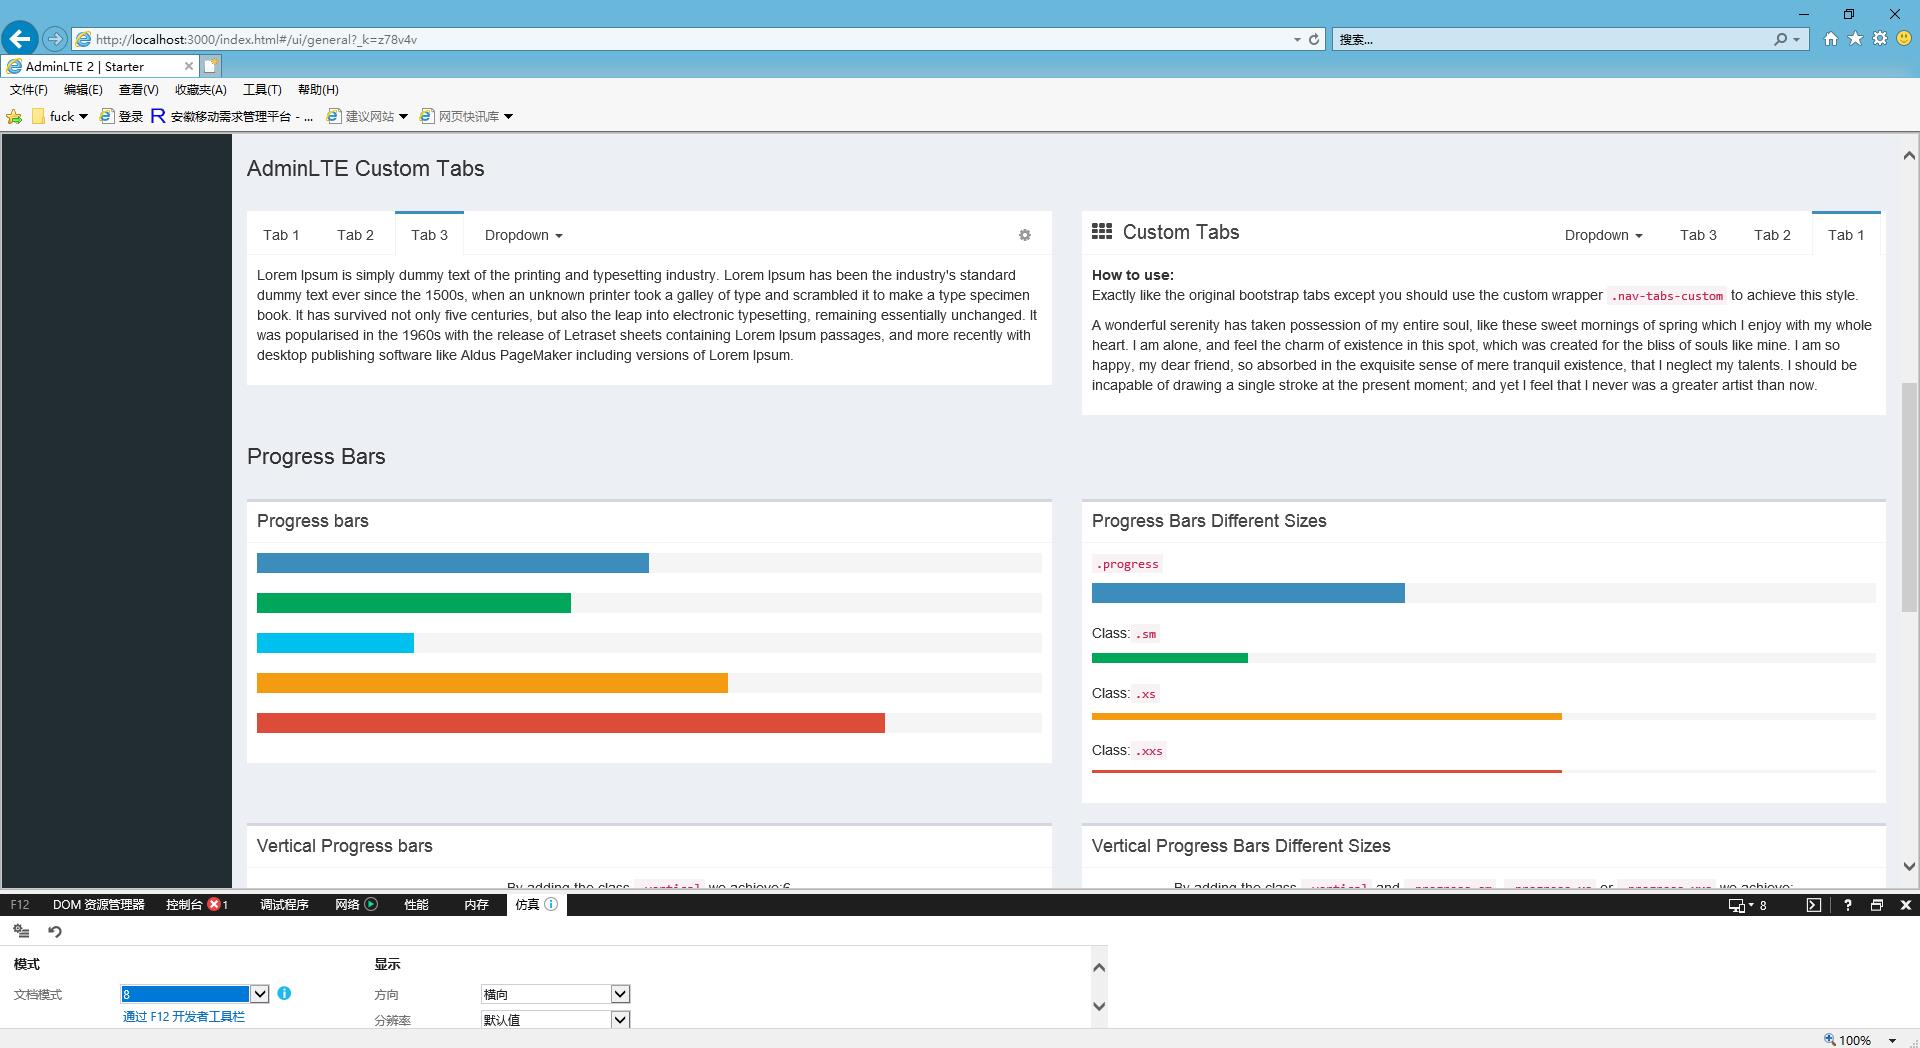 http://localhost:3000/index.html#/ui/general?_k=z78v4v
搜索...
AdminLTE 2 | Starter
文件(F) 编辑(E) 查看(V) 收藏夹(A) 工具(T) 帮助(H)
fuck 登录 R 安徽移动需求管理平台 - ... 建议网站 网页快讯库
AdminLTE Custom Tabs
Tab 1 Tab 2 Tab 3 Dropdown
Lorem Ipsum is simply dummy text of the printing and typesetting industry. Lorem Ipsum has been the industry's standard
dummy text ever since the 1500s, when an unknown printer took a galley of type and scrambled it to make a type specimen
book. It has survived not only five centuries, but also the leap into electronic typesetting, remaining essentially unchanged. It
was popularised in the 1960s with the release of Letraset sheets containing Lorem Ipsum passages, and more recently with
desktop publishing software like Aldus PageMaker including versions of Lorem Ipsum.
Custom Tabs
Dropdown Tab 3 Tab 2 Tab 1
How to use:
Exactly like the original bootstrap tabs except you should use the custom wrapper .nav-tabs-custom to achieve this style.
A wonderful serenity has taken possession of my entire soul, like these sweet mornings of spring which I enjoy with my whole
heart. I am alone, and feel the charm of existence in this spot, which was created for the bliss of souls like mine. I am so
happy, my dear friend, so absorbed in the exquisite sense of mere tranquil existence, that I neglect my talents. I should be
incapable of drawing a single stroke at the present moment; and yet I feel that I never was a greater artist than now.
Progress Bars
Progress bars
Progress Bars Different Sizes
.progress
Class: .sm
Class: .xs
Class: .xxs
Vertical Progress bars
By adding the class .vertical we achieve:6
Vertical Progress Bars Different Sizes
By adding the class .vertical and .progress-sm, .progress-xs or .progress-xxs we achieve:
F12 DOM 资源管理器 控制台 1 调试程序 网络 性能 内存 仿真 8 ?
模式
文档模式 8
通过 F12 开发者工具栏
显示
方向 横向
分辨率 默认值
100%